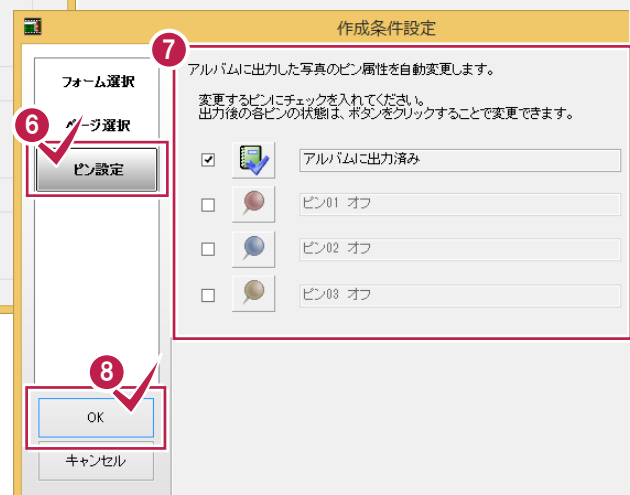 作成条件設定
7
フォーム選択
ページ選択
6
ピン設定
アルバムに出力した写真のピン属性を自動変更します。
変更するピンにチェックを入れてください。
出力後の各ピンの状態は、ボタンをクリックすることで変更できます。
アルバムに出力済み
ピン01 オフ
ピン02 オフ
ピン03 オフ
8
OK
キャンセル